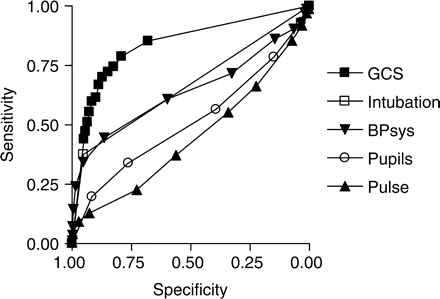 1.00
0.75
0.50
0.25
0.00
Sensitivity
1.00 0.75 0.50 0.25 0.00
Specificity
GCS
Intubation
BPsys
Pupils
Pulse